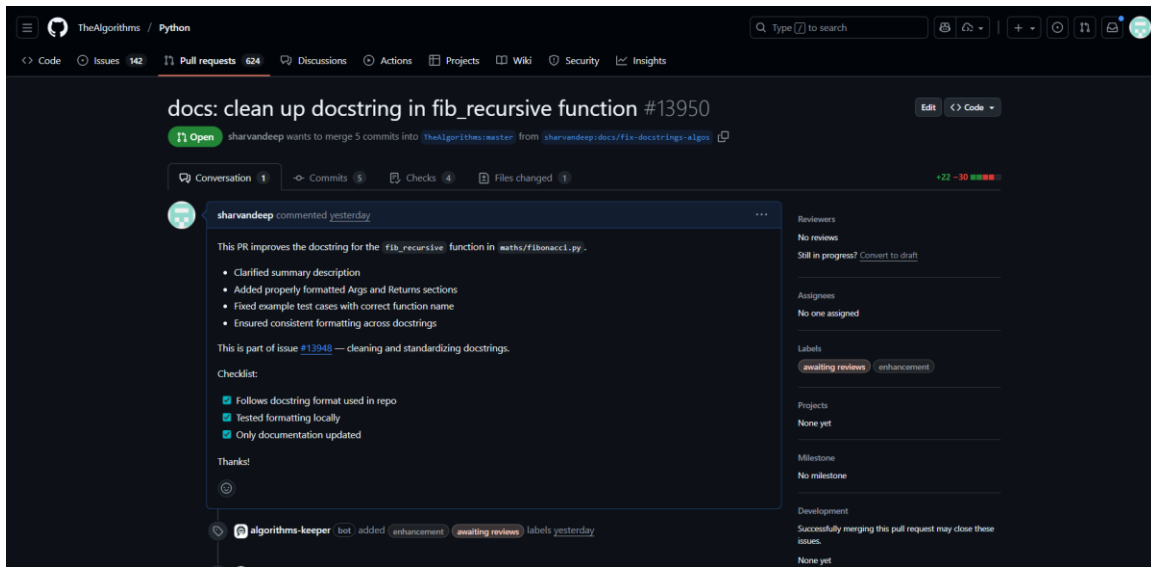 TheAlgorithms / Python
Type / to search
<> Code Issues 142 Pull requests 624 Discussions Actions Projects Wiki Security Insights
docs: clean up docstring in fib_recursive function #13950
Edit <> Code
Open sharvandeep wants to merge 5 commits into TheAlgorithms:master from sharvandeep:docs/fix-docstrings-algos
Conversation 1 Commits 5 Checks 4 Files changed 1
+22 −30
sharvandeep commented yesterday
This PR improves the docstring for the fib_recursive function in maths/fibonacci.py.
• Clarified summary description
• Added properly formatted Args and Returns sections
• Fixed example test cases with correct function name
• Ensured consistent formatting across docstrings
This is part of issue #13948 — cleaning and standardizing docstrings.
Checklist:
Follows docstring format used in repo
Tested formatting locally
Only documentation updated
Thanks!
algorithms-keeper bot added enhancement awaiting reviews labels yesterday
Reviewers
No reviews
Still in progress? Convert to draft
Assignees
No one assigned
Labels
awaiting reviews enhancement
Projects
None yet
Milestone
No milestone
Development
Successfully merging this pull request may close these
issues.
None yet